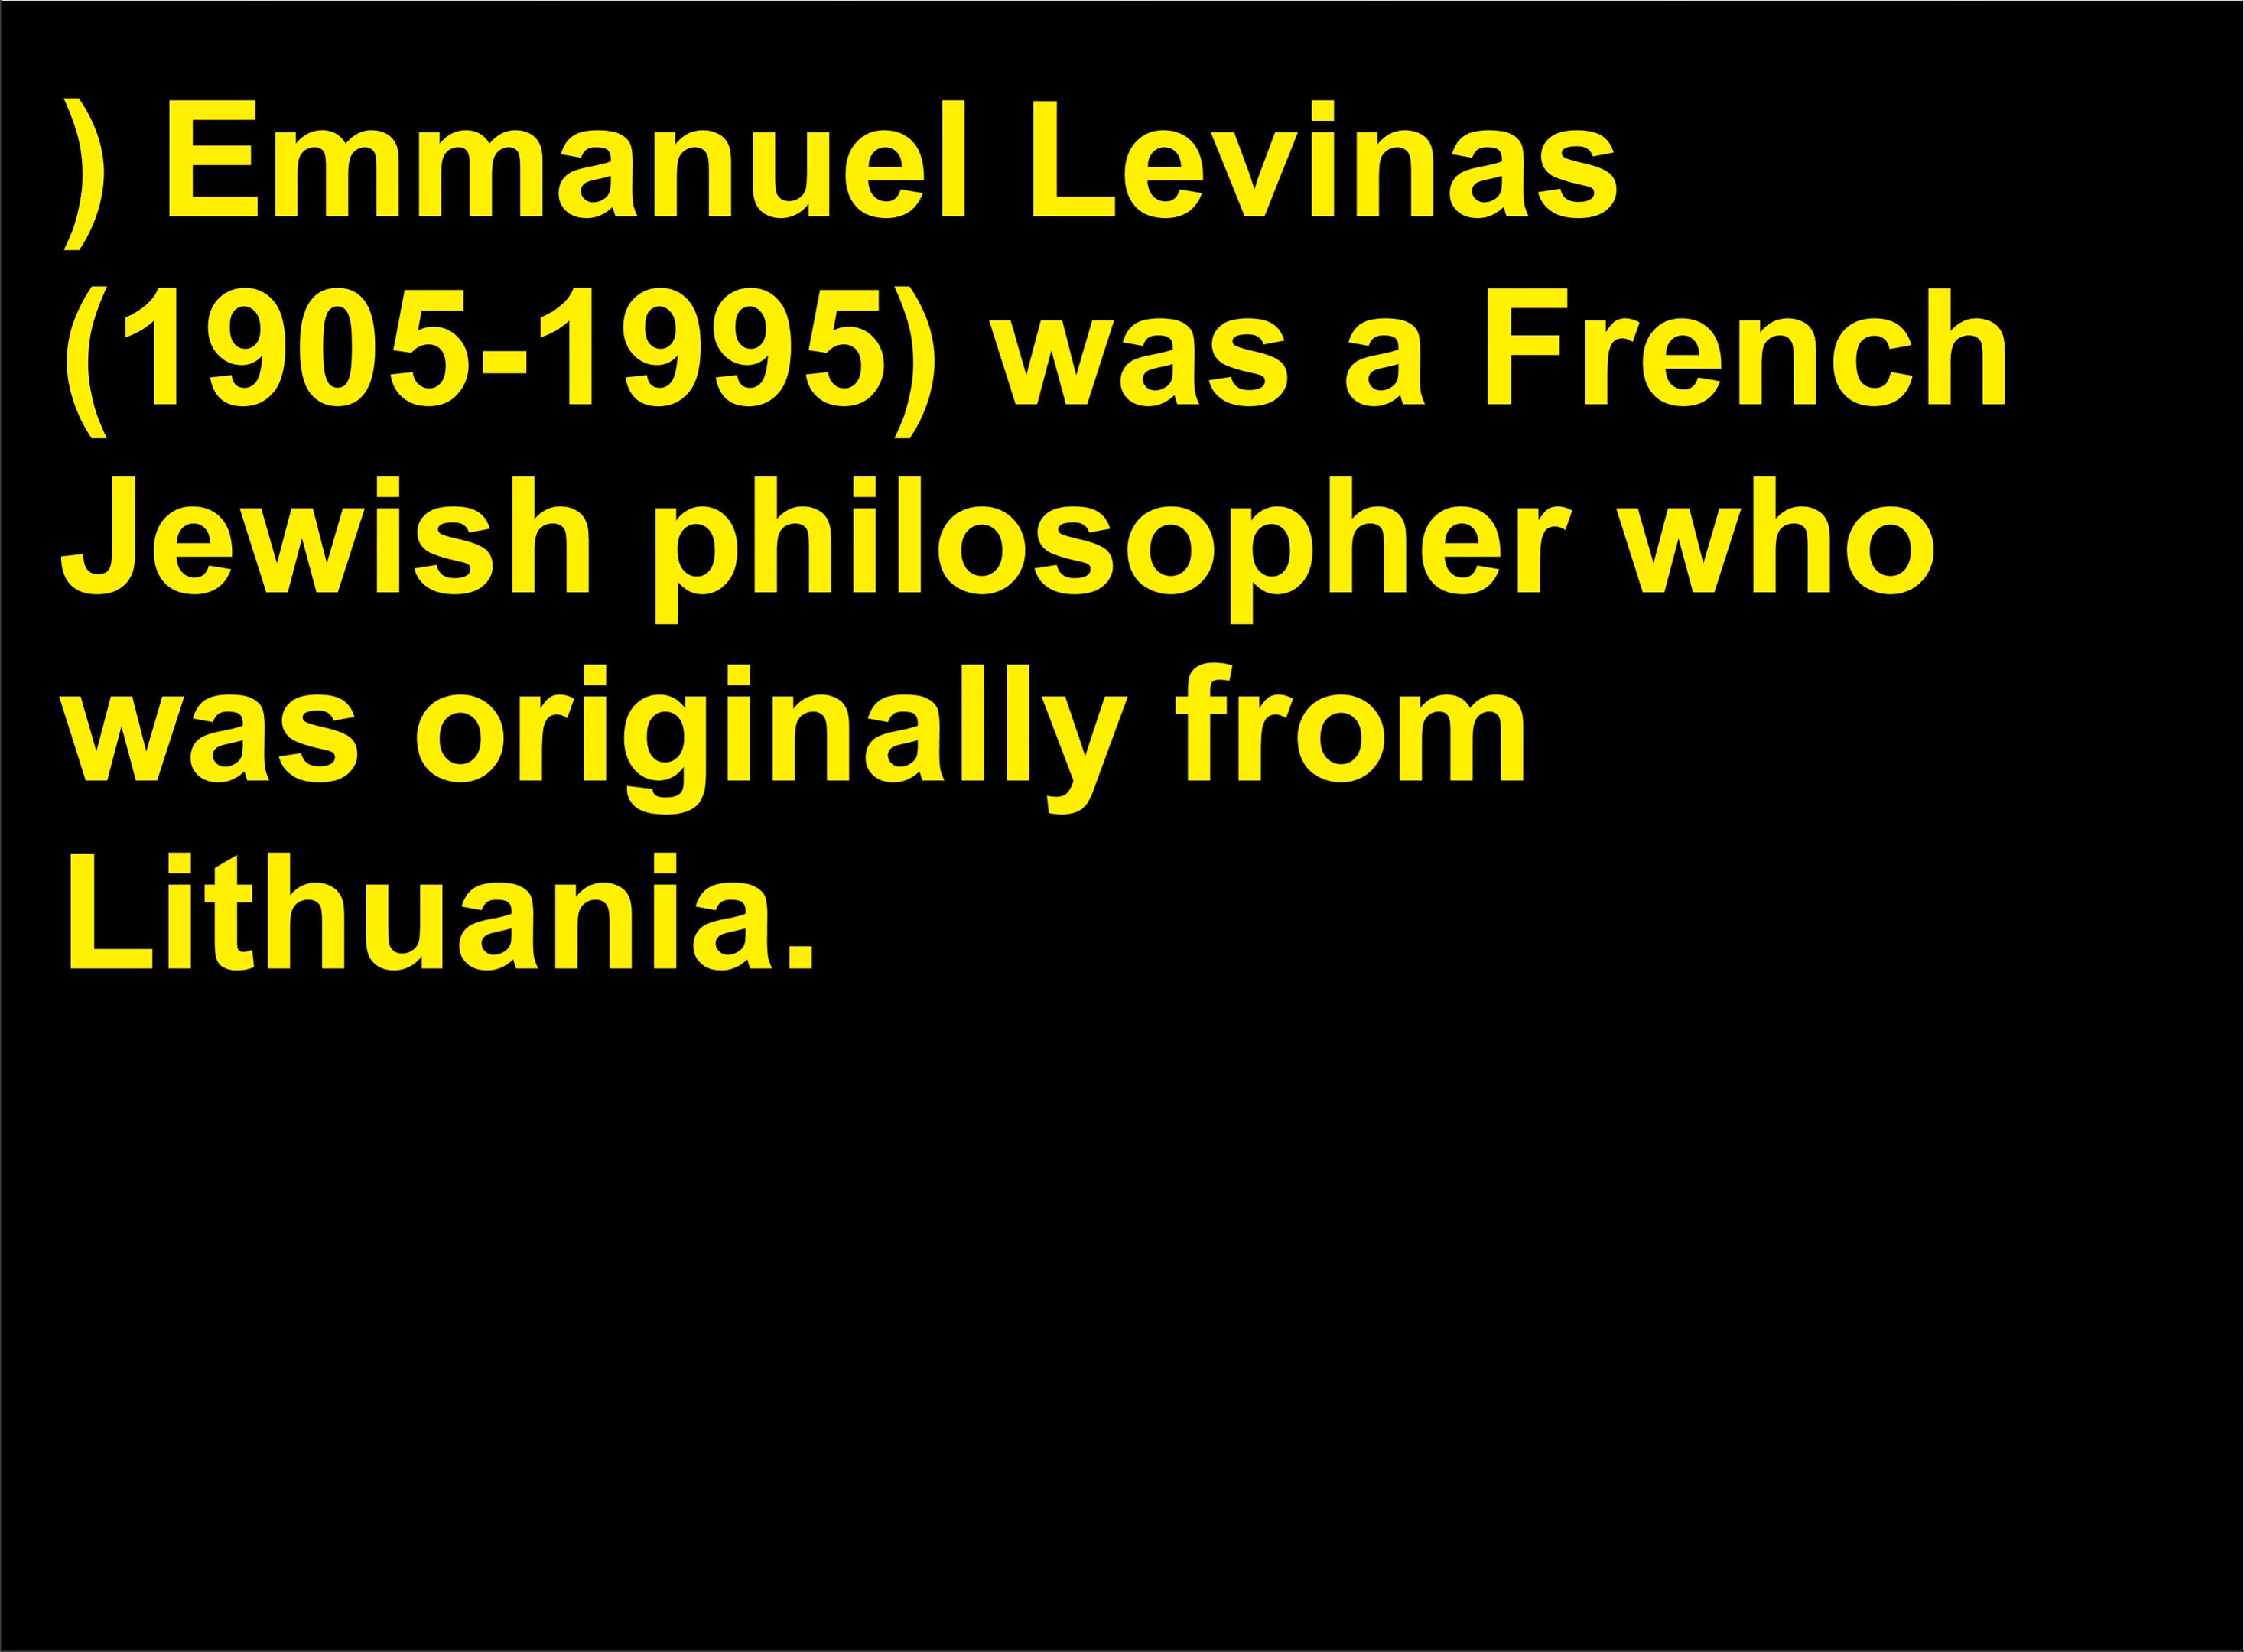 ) Emmanuel Levinas
(1905-1995) was a French
Jewish philosopher who
was originally from
Lithuania.